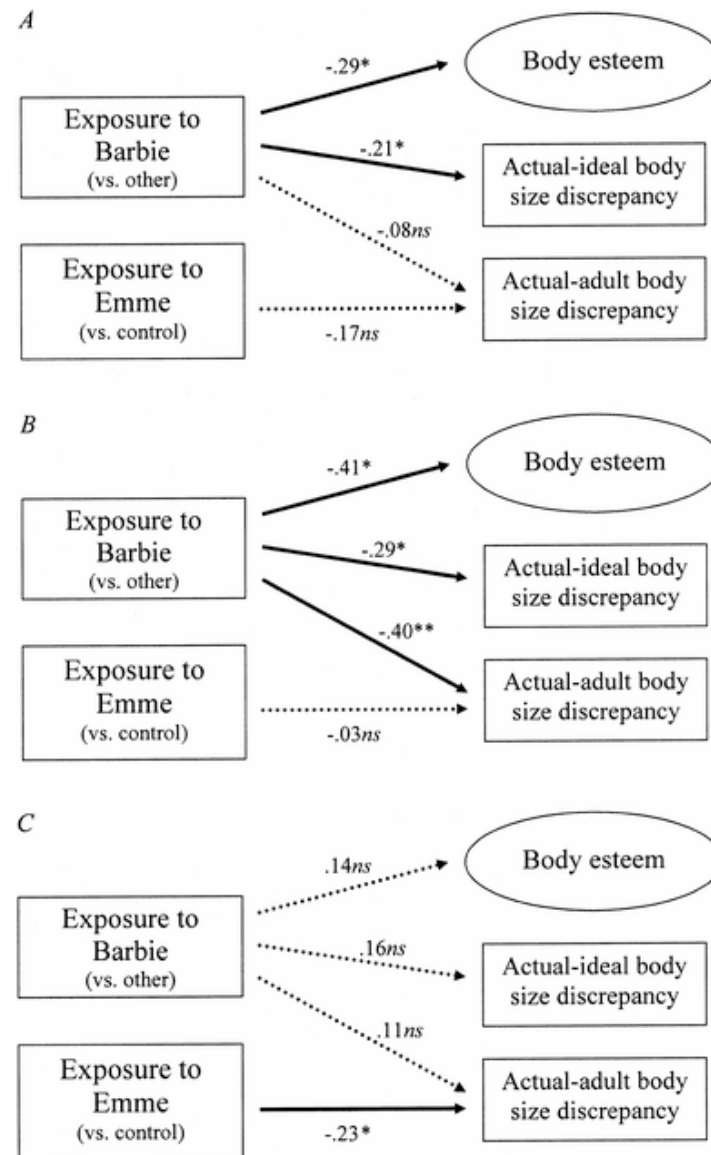 A
-.29*
Body esteem
Exposure to
Barbie
(vs. other)
-.21*
Actual-ideal body
size discrepancy
-.08ns
Exposure to
Emme
(vs. control)
-.17ns
Actual-adult body
size discrepancy
B
-.41*
Body esteem
Exposure to
Barbie
(vs. other)
-.29*
Actual-ideal body
size discrepancy
-.40**
Exposure to
Emme
(vs. control)
-.03ns
Actual-adult body
size discrepancy
C
.14ns
Body esteem
Exposure to
Barbie
(vs. other)
.16ns
Actual-ideal body
size discrepancy
.11ns
Exposure to
Emme
(vs. control)
-.23*
Actual-adult body
size discrepancy